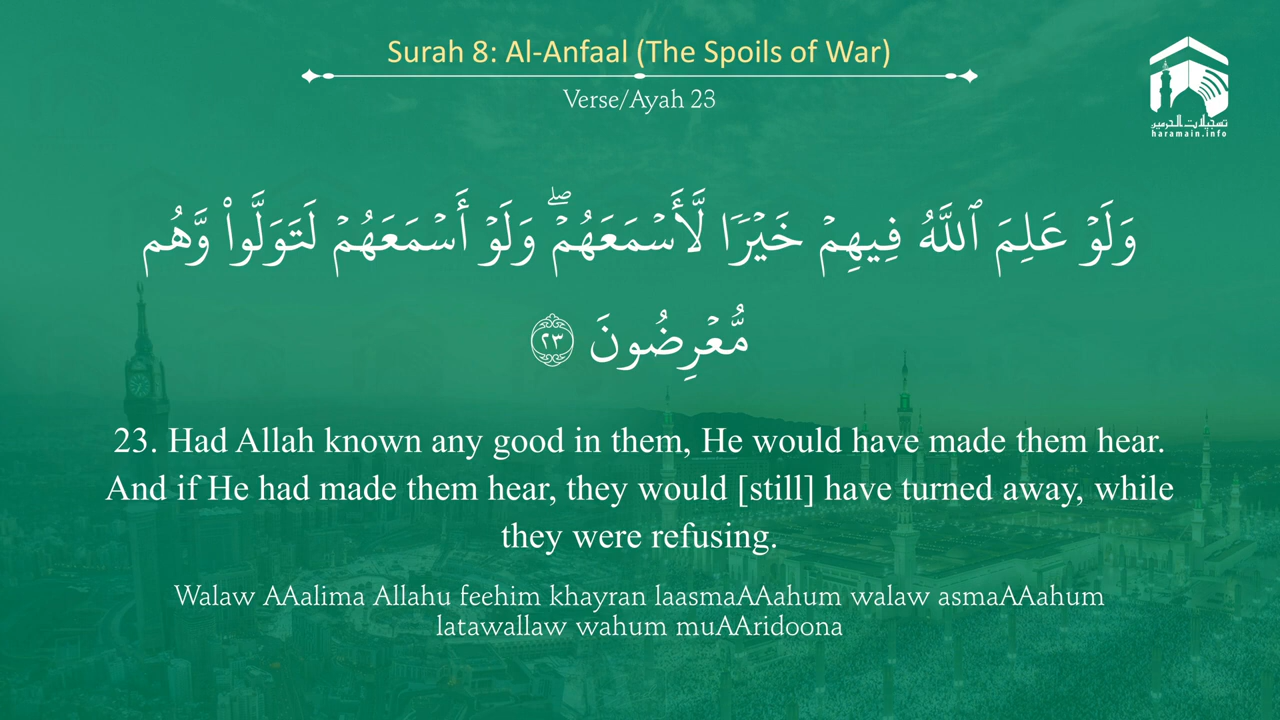 Surah 8: Al-Anfaal (The Spoils of War)
Verse/Ayah 23
تسجيلات الحرمين
haramain.info
وَلَوْ عَلِمَ ٱللَّهُ فِيهِمْ خَيْرًا لَّأَسْمَعَهُمْ ۖ وَلَوْ أَسْمَعَهُمْ لَتَوَلَّوا۟ وَّهُم
مُّعْرِضُونَ ٢٣
23. Had Allah known any good in them, He would have made them hear.
And if He had made them hear, they would [still] have turned away, while
they were refusing.
Walaw AAalima Allahu feehim khayran laasmaAAahum walaw asmaAAahum
latawallaw wahum muAAridoona